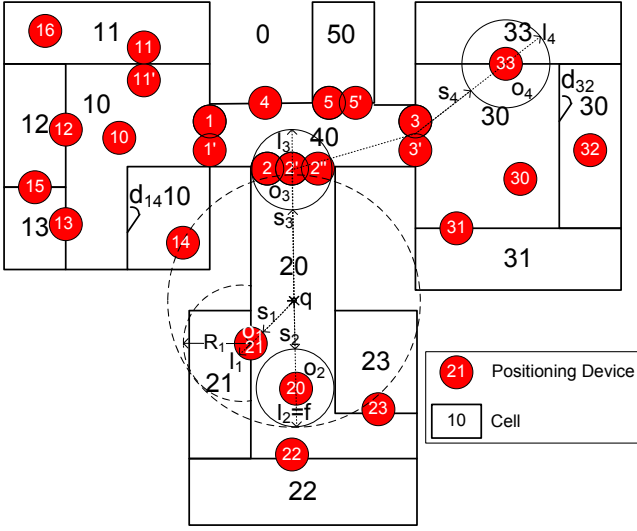 16
11
11
0
50
33
l4
11'
33
o4
10
s4
d32
30
30
4
5
5'
1
3
12
12
10
l3
40
1'
3'
32
2
2'
2''
15
o3
30
d14
10
13
13
s3
14
31
31
20
q
s1
s2
R1
O1
21
l1
21
o2
23
20
l2=f
23
22
22
21
Positioning Device
10
Cell